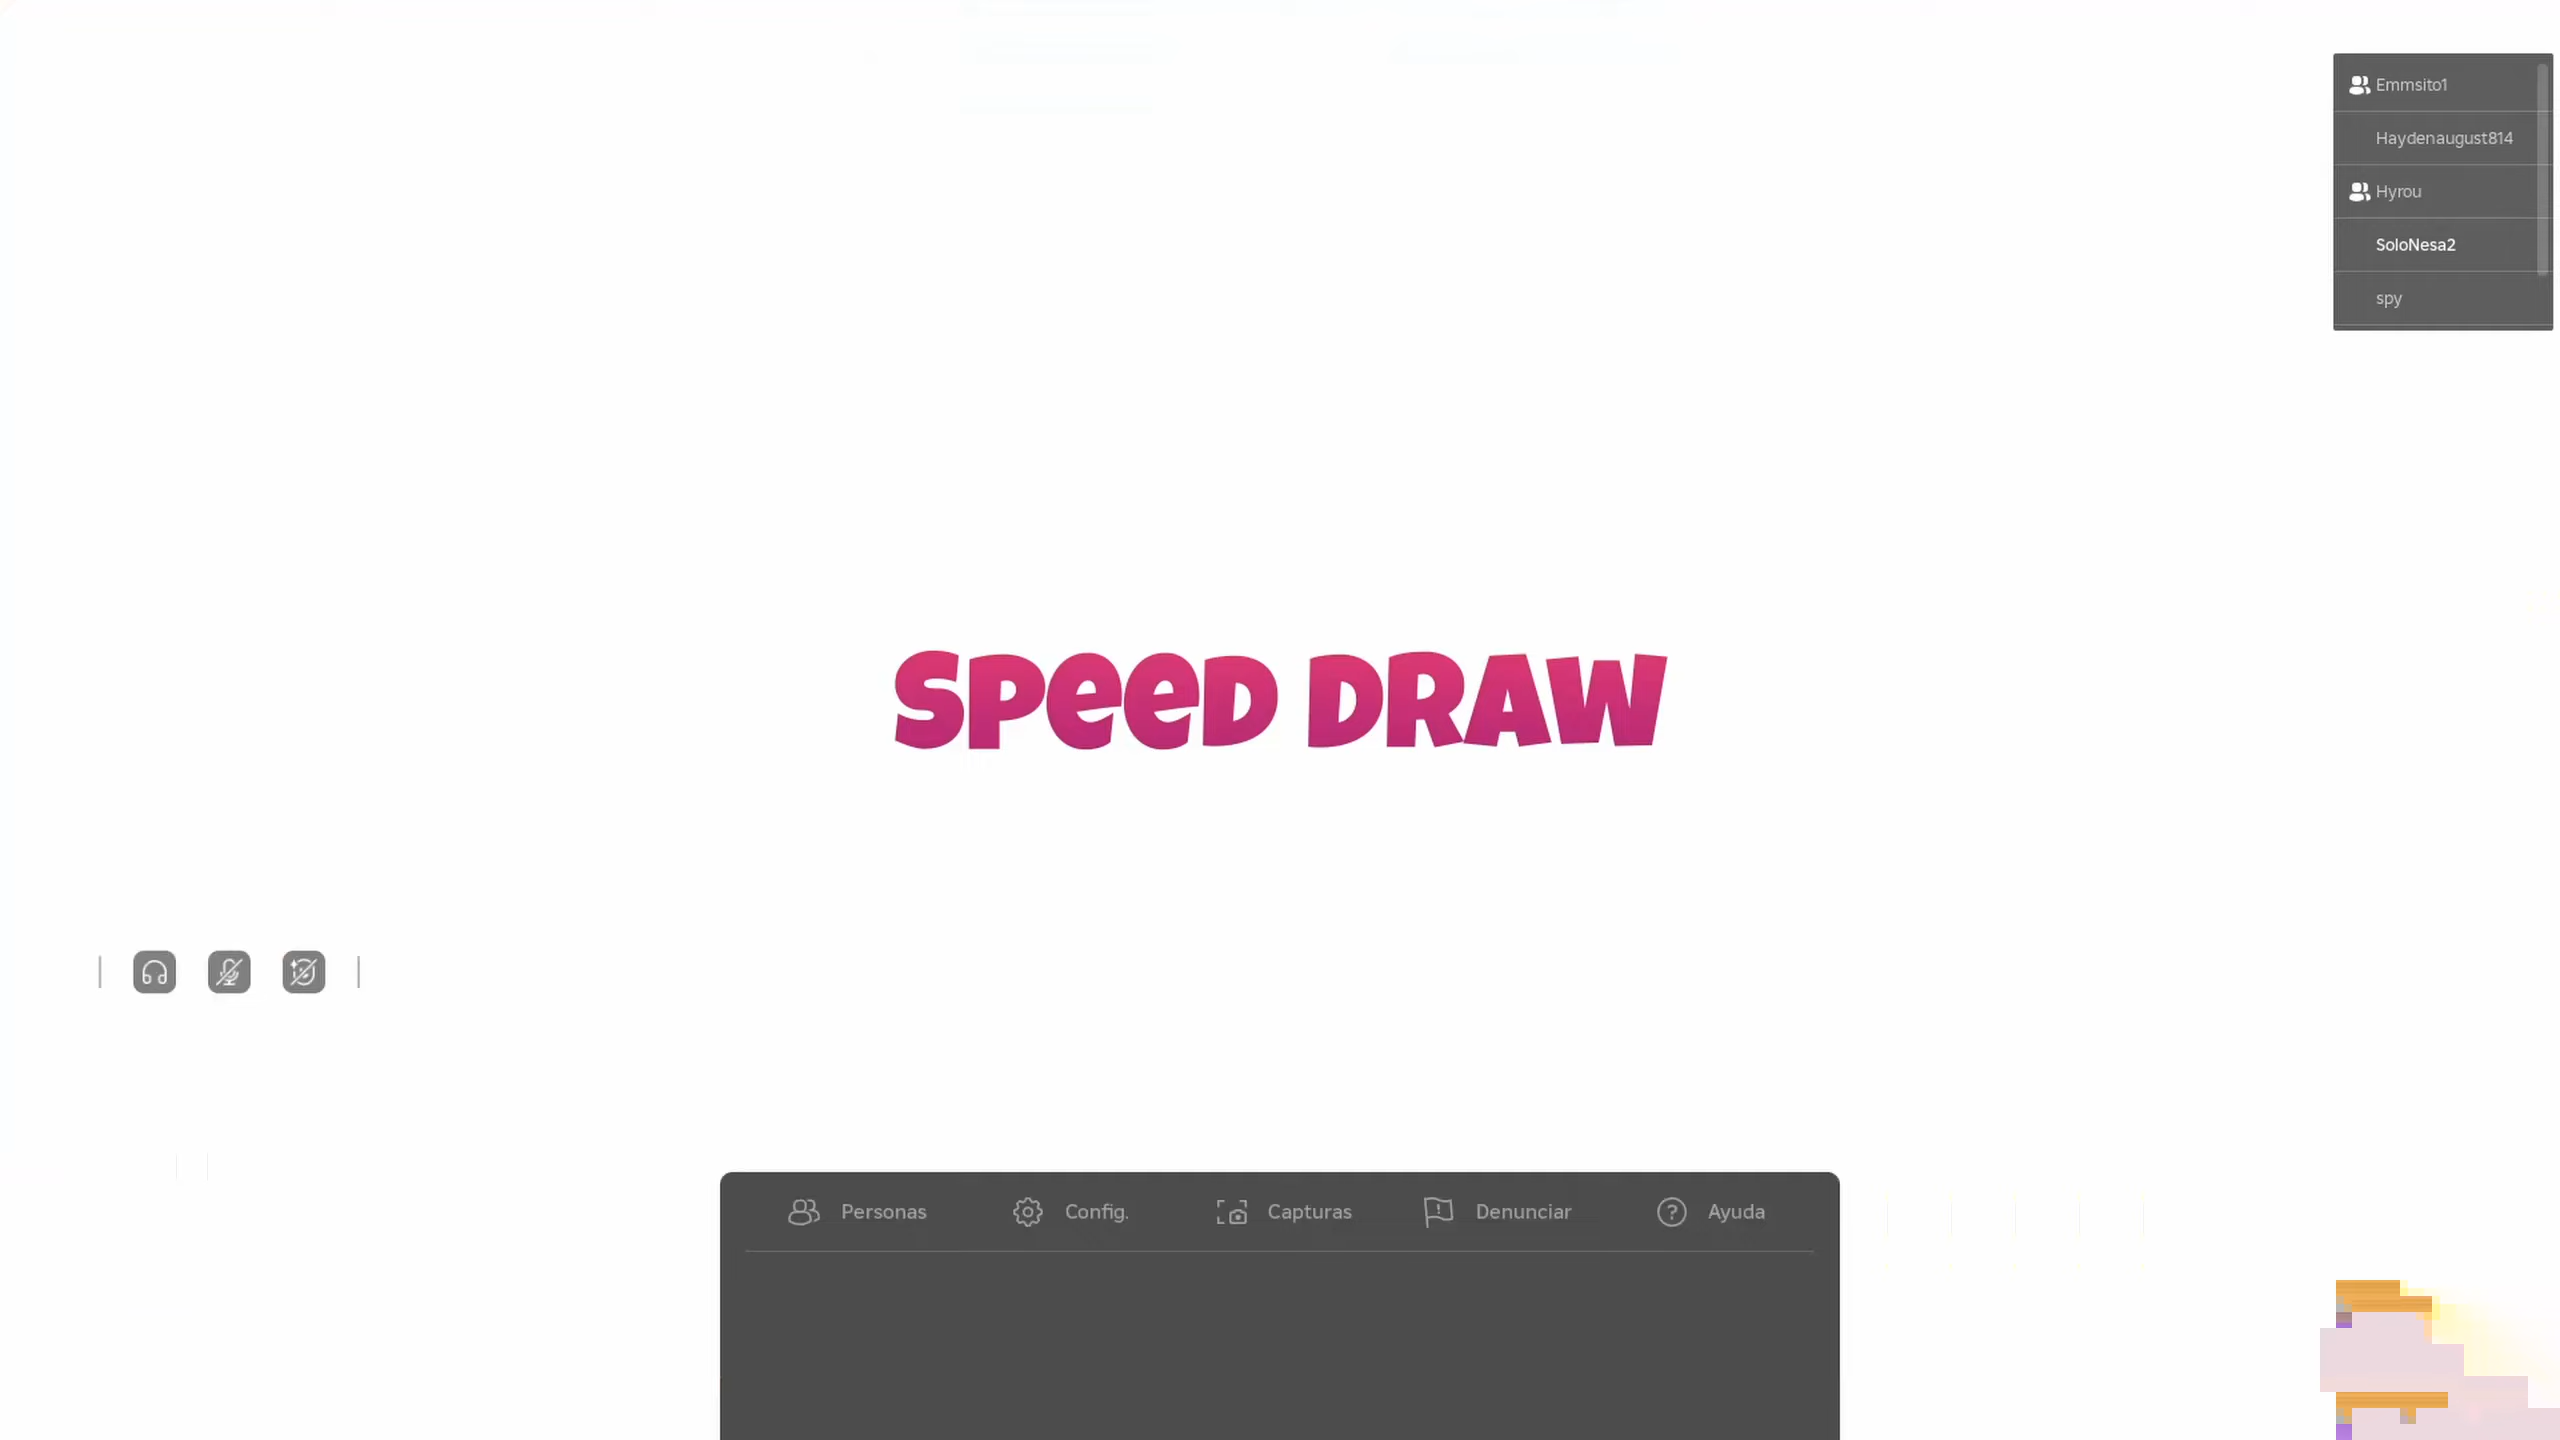 Emmsito1
Haydenaugust814
Hyrou
SoloNesa2
spy
SPEED DRAW
Personas
Config.
Capturas
Denunciar
Ayuda